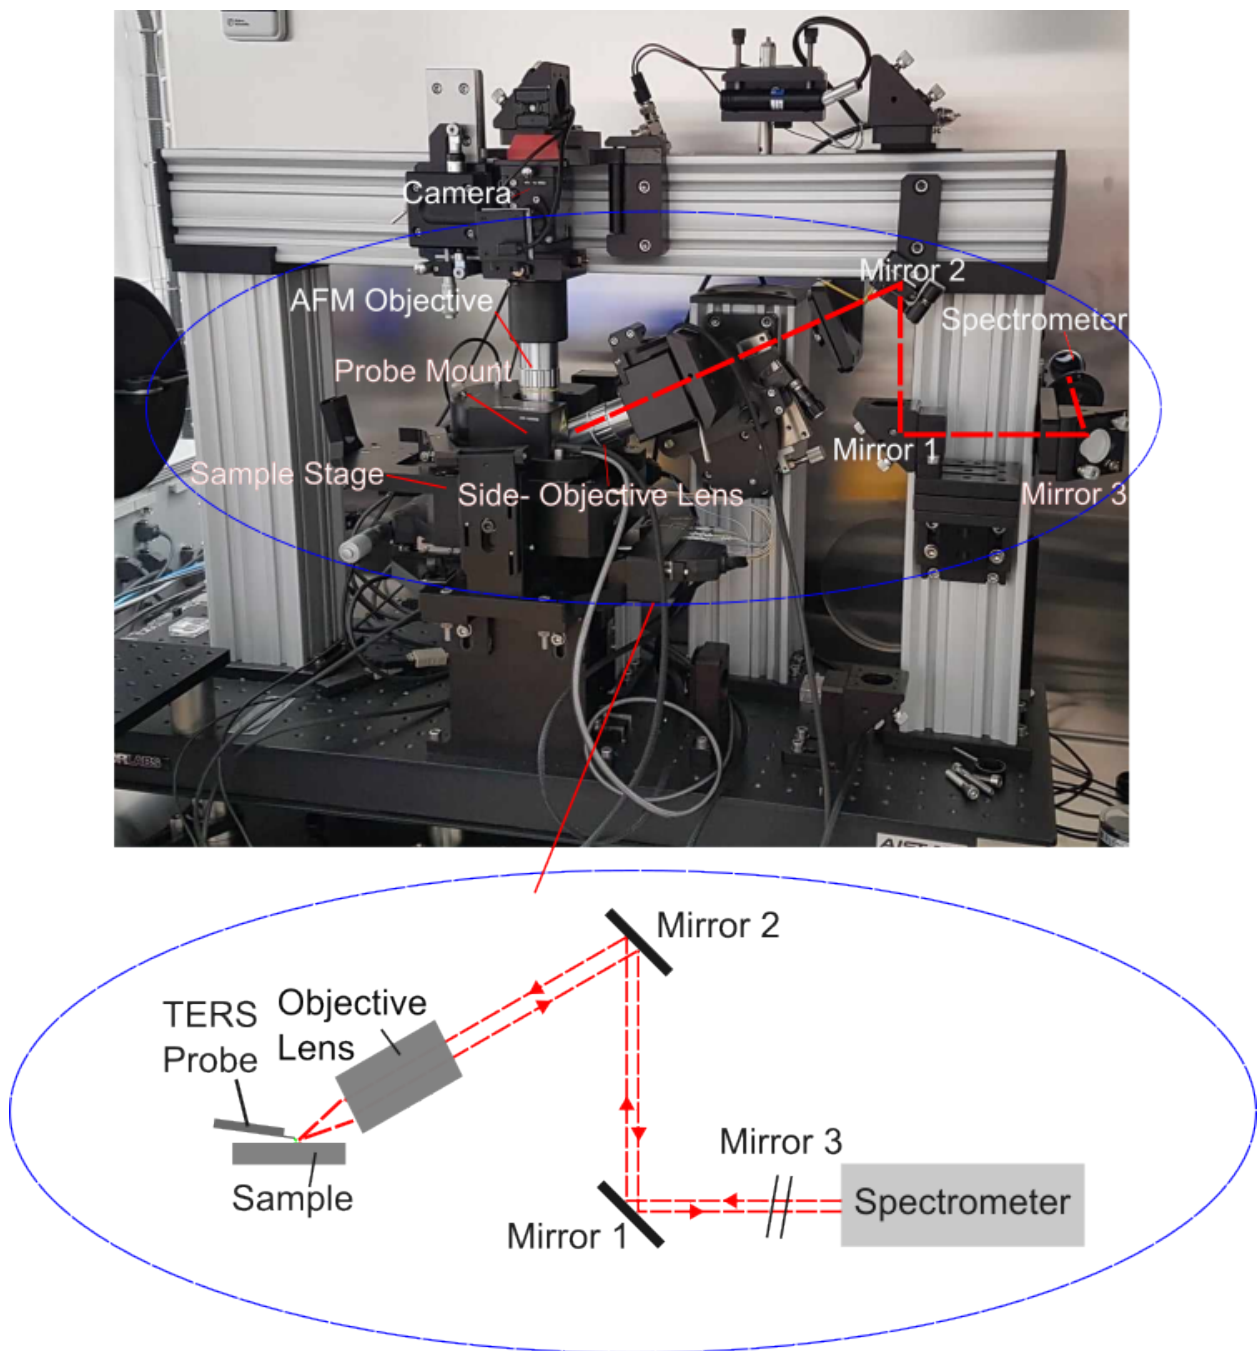 Camera
AFM Objective
Probe Mount
Sample Stage
Side- Objective Lens
Mirror 2
Spectrometer
Mirror 1
Mirror 3
Mirror 2
Objective
Lens
TERS
Probe
Sample
Mirror 3
Mirror 1
Spectrometer